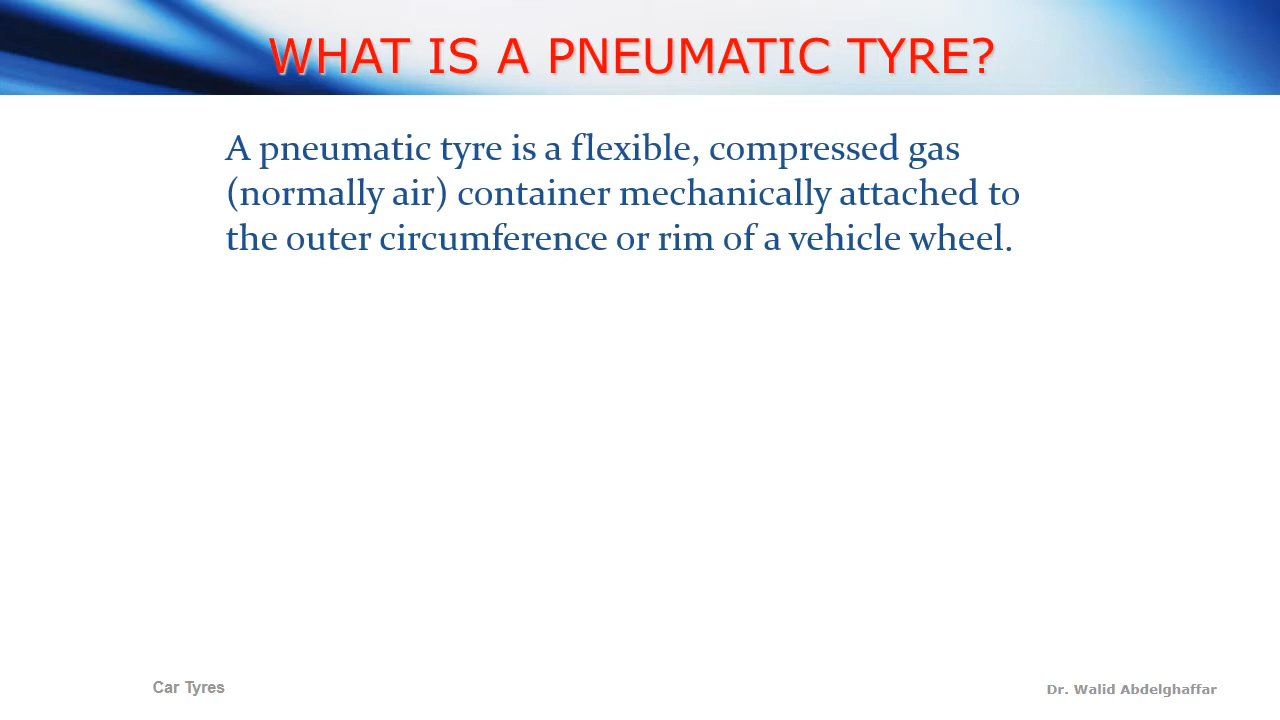 WHAT IS A PNEUMATIC TYRE?
A pneumatic tyre is a flexible, compressed gas
(normally air) container mechanically attached to
the outer circumference or rim of a vehicle wheel.
Car Tyres
Dr. Walid Abdelghaffar